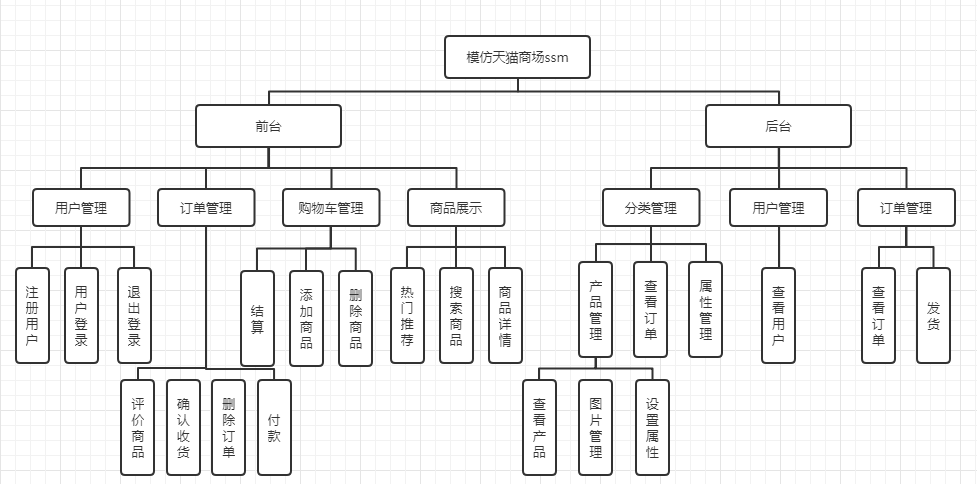 模仿天猫商场ssm
前台
后台
用户管理
订单管理
购物车管理
商品展示
分类管理
用户管理
订单管理
注册用户
用户登录
退出登录
结算
添加商品
删除商品
热门推荐
搜索商品
商品详情
产品管理
查看订单
属性管理
查看用户
查看订单
发货
评价商品
确认收货
删除订单
付款
查看产品
图片管理
设置属性